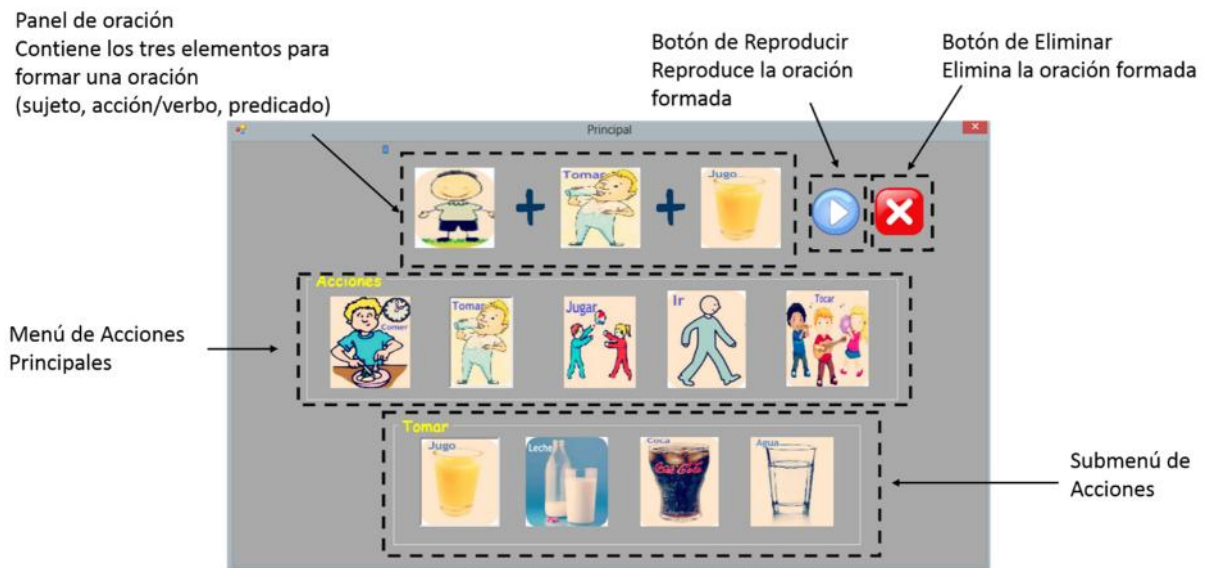 Panel de oración
Contiene los tres elementos para
formar una oración
(sujeto, acción/verbo, predicado)
Botón de Reproducir
Reproduce la oración
formada
Botón de Eliminar
Elimina la oración formada
Principal
Tomar
Jugo
Acciones
Comer
Tomar
Jugar
Ir
Tocar
Menú de Acciones
Principales
Tomar
Jugo
Leche
Coca
Coca-Cola
Agua
Submenú de
Acciones